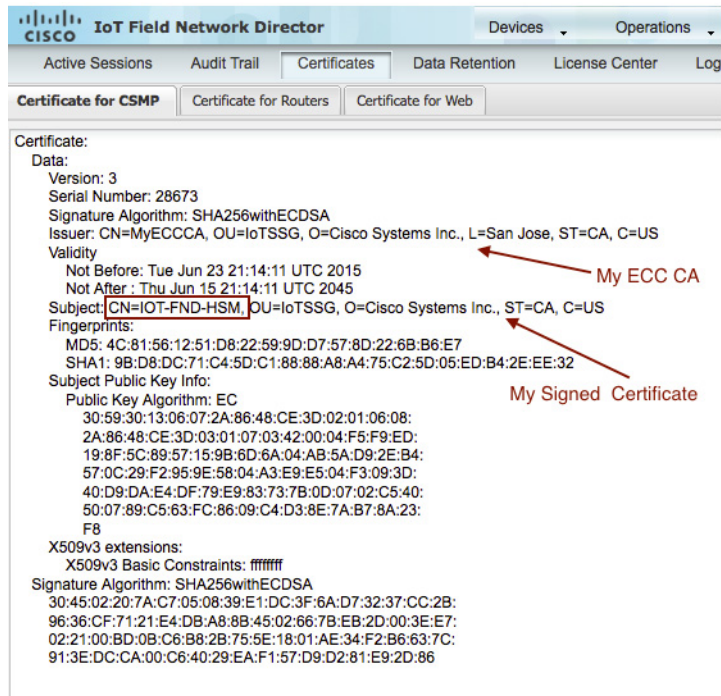 CISCO IoT Field Network Director Devices Operations
Active Sessions Audit Trail Certificates Data Retention License Center Log
Certificate for CSMP Certificate for Routers Certificate for Web
Certificate:
Data:
Version: 3
Serial Number: 28673
Signature Algorithm: SHA256withECDSA
Issuer: CN=MyECCCA, OU=IoTSSG, O=Cisco Systems Inc., L=San Jose, ST=CA, C=US
Validity
Not Before: Tue Jun 23 21:14:11 UTC 2015
My ECC CA
Not After : Thu Jun 15 21:14:11 UTC 2045
Subject: CN=IOT-FND-HSM, OU=IoTSSG, O=Cisco Systems Inc., ST=CA, C=US
Fingerprints:
MD5: 4C:81:56:12:51:D8:22:59:9D:D7:57:8D:22:6B:B6:E7
SHA1: 9B:D8:DC:71:C4:5D:C1:88:88:A8:A4:75:C2:5D:05:ED:B4:2E:EE:32
Subject Public Key Info:
My Signed Certificate
Public Key Algorithm: EC
30:59:30:13:06:07:2A:86:48:CE:3D:02:01:06:08:
2A:86:48:CE:3D:03:01:07:03:42:00:04:F5:F9:ED:
19:8F:5C:89:57:15:9B:6D:6A:04:AB:5A:D9:2E:B4:
57:0C:29:F2:95:9E:58:04:A3:E9:E5:04:F3:09:3D:
40:D9:DA:E4:DF:79:E9:83:73:7B:0D:07:02:C5:40:
50:07:89:C5:63:FC:86:09:C4:D3:8E:7A:B7:8A:23:
F8
X509v3 extensions:
X509v3 Basic Constraints: ffffffff
Signature Algorithm: SHA256withECDSA
30:45:02:20:7A:C7:05:08:39:E1:DC:3F:6A:D7:32:37:CC:2B:
96:36:CF:71:21:E4:DB:A8:8B:45:02:66:7B:EB:2D:00:3E:E7:
02:21:00:BD:0B:C6:B8:2B:75:5E:18:01:AE:34:F2:B6:63:7C:
91:3E:DC:CA:00:C6:40:29:EA:F1:57:D9:D2:81:E9:2D:86